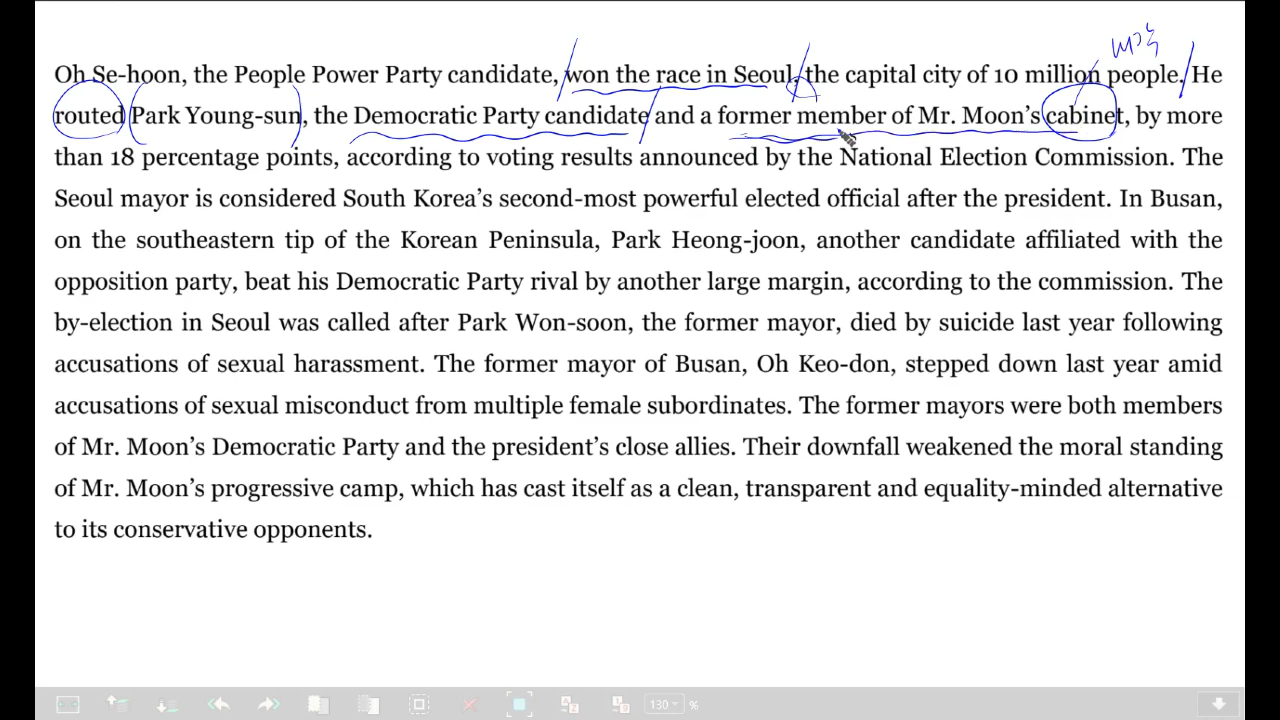 Oh Se-hoon, the People Power Party candidate, won the race in Seoul, the capital city of 10 million people. He
routed Park Young-sun, the Democratic Party candidate and a former member of Mr. Moon's cabinet, by more
than 18 percentage points, according to voting results announced by the National Election Commission. The
Seoul mayor is considered South Korea's second-most powerful elected official after the president. In Busan,
on the southeastern tip of the Korean Peninsula, Park Heong-joon, another candidate affiliated with the
opposition party, beat his Democratic Party rival by another large margin, according to the commission. The
by-election in Seoul was called after Park Won-soon, the former mayor, died by suicide last year following
accusations of sexual harassment. The former mayor of Busan, Oh Keo-don, stepped down last year amid
accusations of sexual misconduct from multiple female subordinates. The former mayors were both members
of Mr. Moon's Democratic Party and the president's close allies. Their downfall weakened the moral standing
of Mr. Moon's progressive camp, which has cast itself as a clean, transparent and equality-minded alternative
to its conservative opponents.
130 %